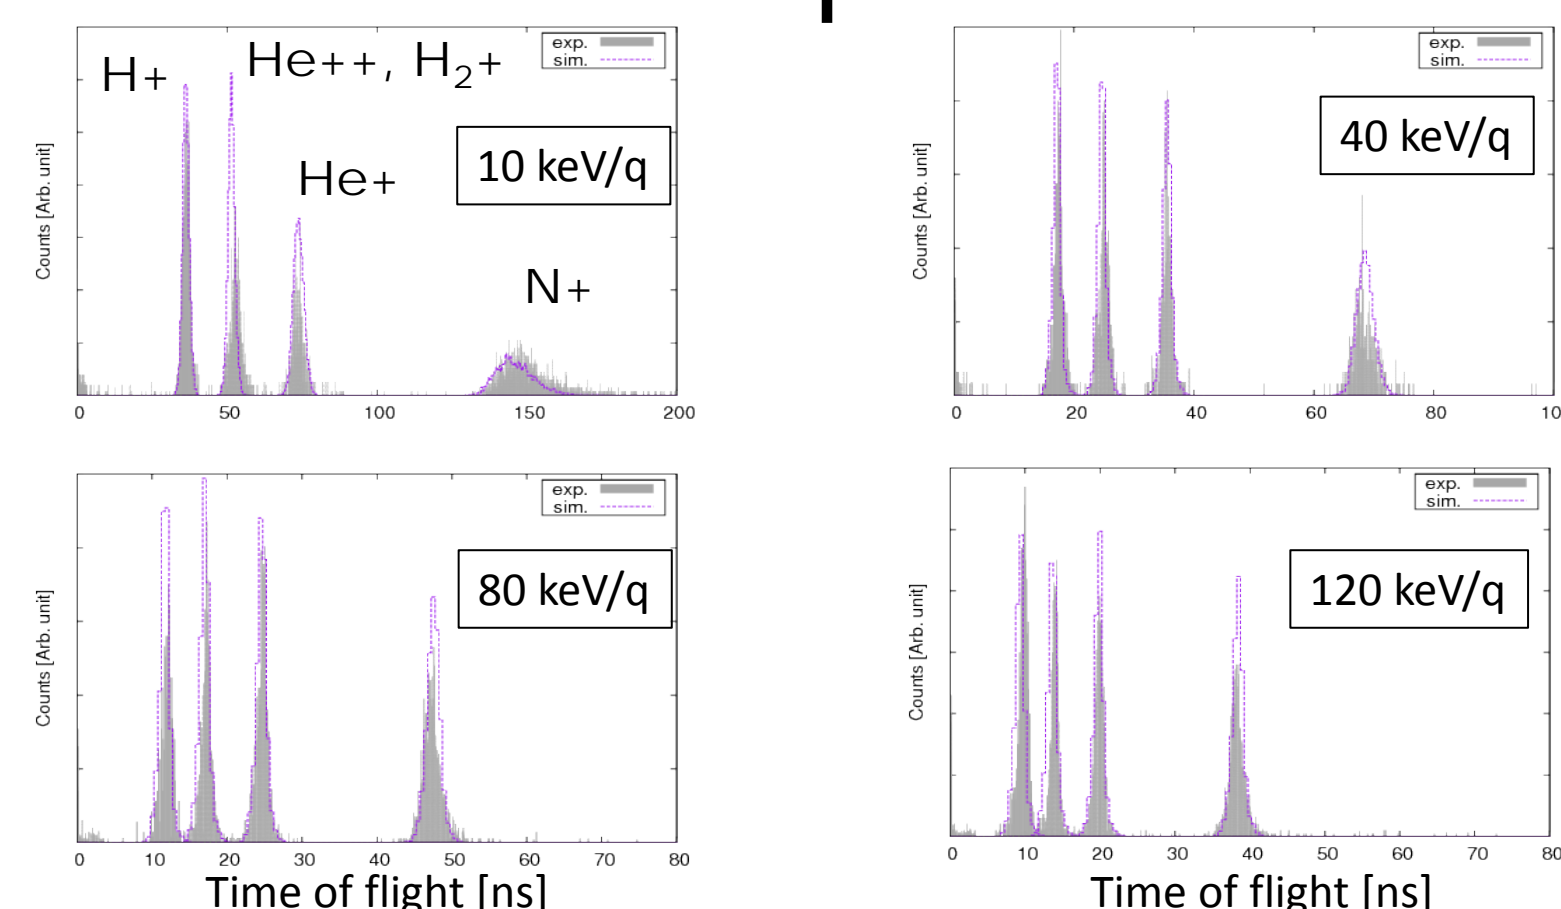 H+
He++, H₂+
He+
N+
exp.
sim.
10 keV/q
Counts [Arb. unit]
0 50 100 150 200
exp.
sim.
40 keV/q
Counts [Arb. unit]
0 20 40 60 80 10
exp.
sim.
80 keV/q
Counts [Arb. unit]
0 10 20 30 40 50 60 70 80
Time of flight [ns]
exp.
sim.
120 keV/q
Counts [Arb. unit]
0 10 20 30 40 50 60 70 80
Time of flight [ns]